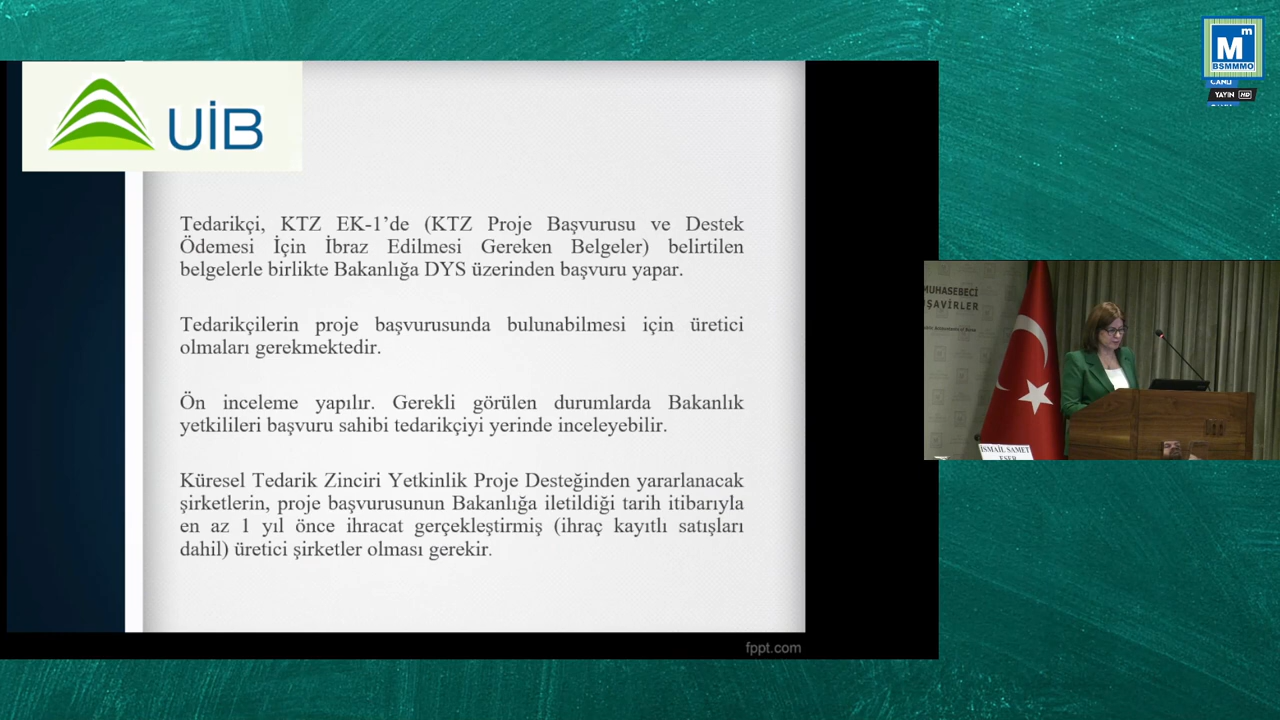 UİB
Tedarikçi, KTZ EK-1’de (KTZ Proje Başvurusu ve Destek
Ödemesi İçin İbraz Edilmesi Gereken Belgeler) belirtilen
belgelerle birlikte Bakanlığa DYS üzerinden başvuru yapar.
Tedarikçilerin proje başvurusunda bulunabilmesi için üretici
olmaları gerekmektedir.
Ön inceleme yapılır. Gerekli görülen durumlarda Bakanlık
yetkilileri başvuru sahibi tedarikçiyi yerinde inceleyebilir.
Küresel Tedarik Zinciri Yetkinlik Proje Desteğinden yararlanacak
şirketlerin, proje başvurusunun Bakanlığa iletildiği tarih itibarıyla
en az 1 yıl önce ihracat gerçekleştirmiş (ihraç kayıtlı satışları
dahil) üretici şirketler olması gerekir.
fppt.com
M m
BSMMMO
CANLI
YAYIN HD
MUHASEBECİ
ŞAVİRLER
İSMAİL SAMET
ESER